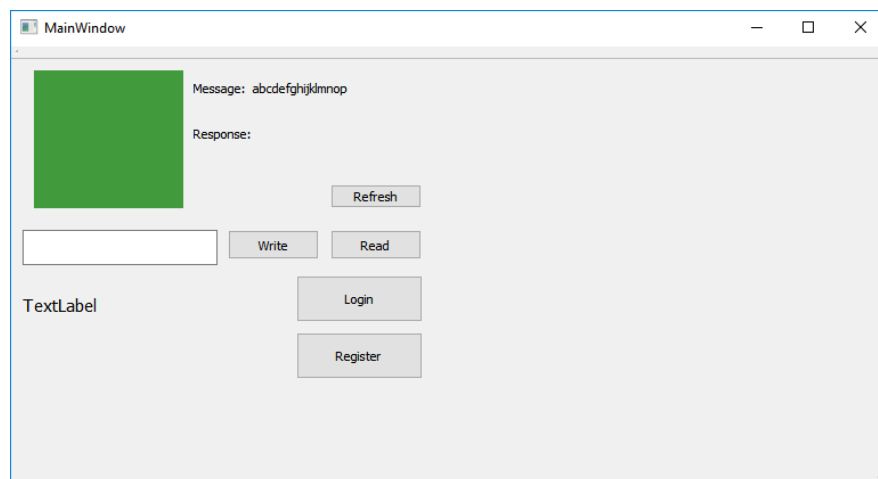 MainWindow
Message: abcdefghijklmnop
Response:
Refresh
Write Read
Login
TextLabel
Register